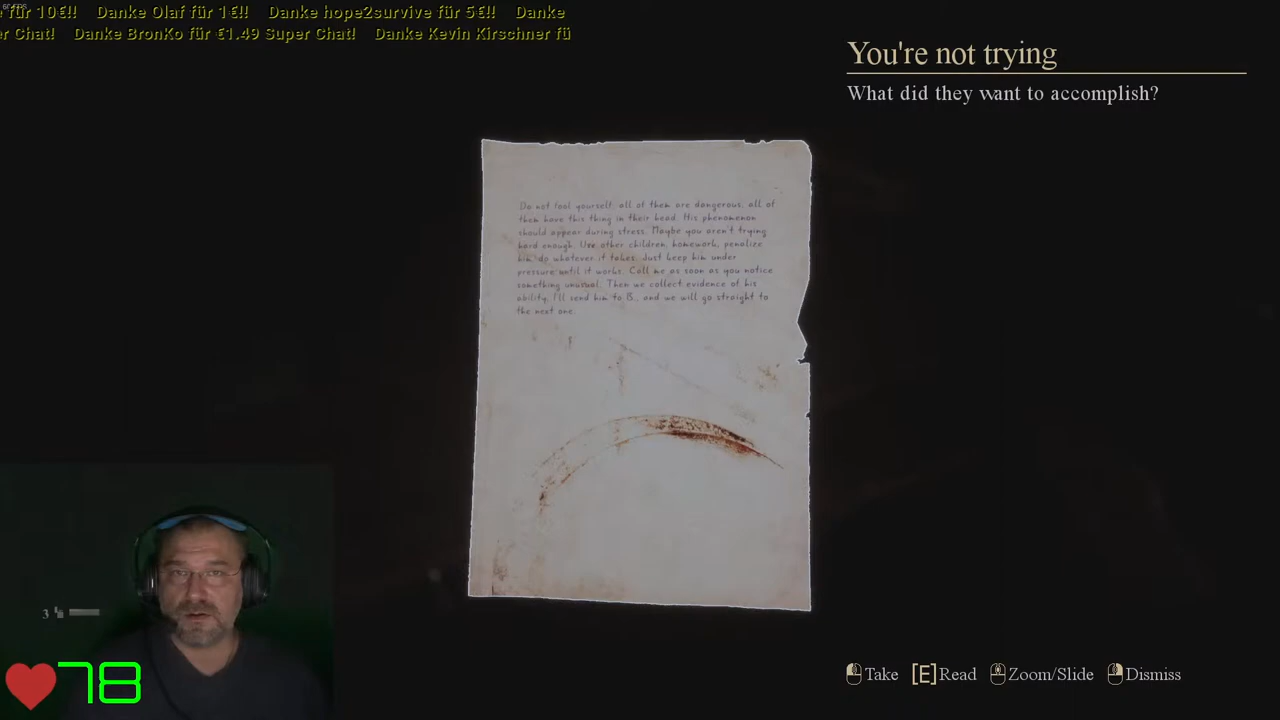 60 FPS
e für 10€!! Danke Olaf für 1€!! Danke hope2survive für 5€!! Danke
er Chat! Danke BronKo für €1.49 Super Chat! Danke Kevin Kirschner fü
You're not trying
What did they want to accomplish?
Do not fool yourself: all of them are dangerous, all of
them have this thing in their head. His phenomenon
should appear during stress. Maybe you aren't trying
hard enough. Use other children, homework, penalize
him, do whatever it takes. Just keep him under
pressure until it works. Call me as soon as you notice
something unusual. Then we collect evidence of his
ability, I'll send him to B., and we will go straight to
the next one.
3
78
Take [E]Read Zoom/Slide Dismiss